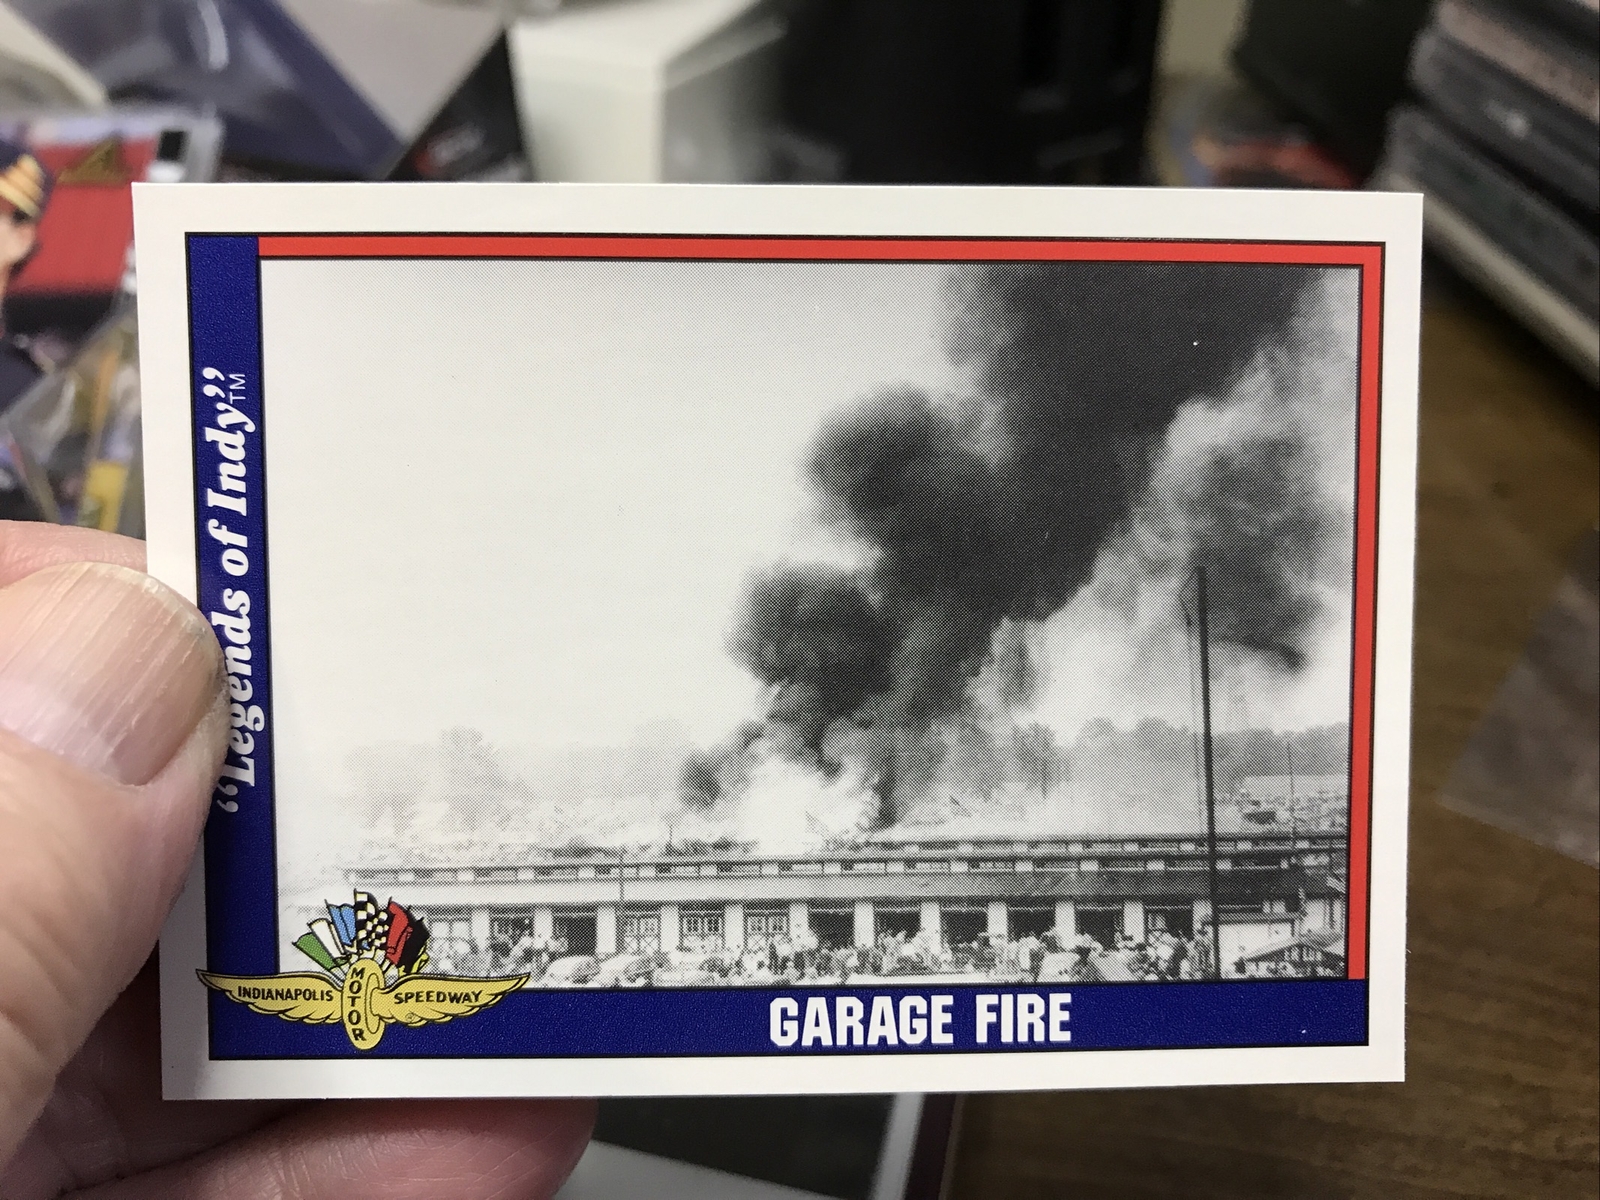 “Legends of Indy”TM
INDIANAPOLIS MOTOR SPEEDWAY
GARAGE FIRE